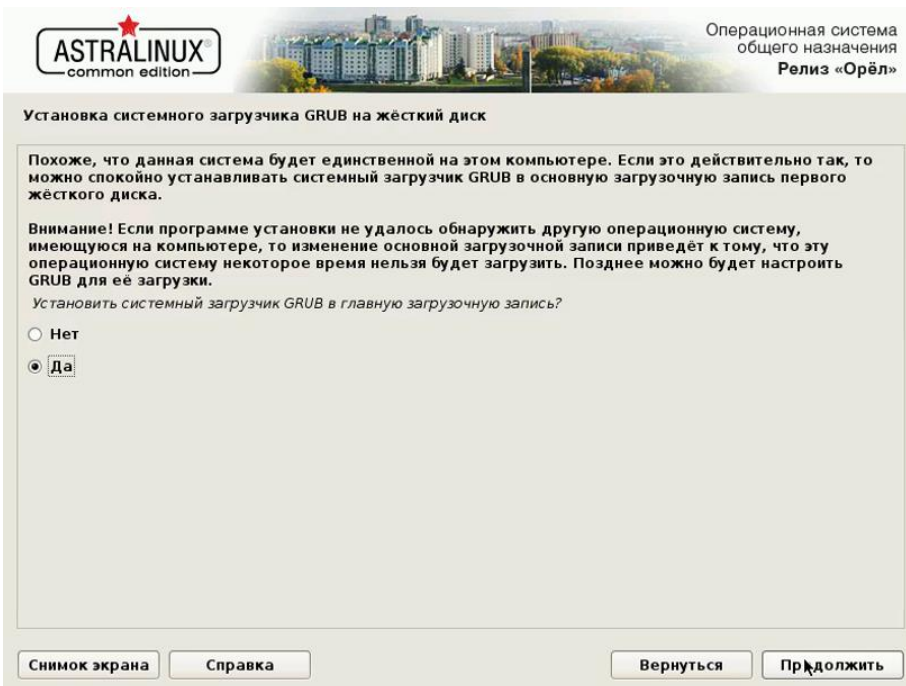 ASTRALINUX®
common edition
Операционная система
общего назначения
Релиз «Орёл»
Установка системного загрузчика GRUB на жёсткий диск
Похоже, что данная система будет единственной на этом компьютере. Если это действительно так, то
можно спокойно устанавливать системный загрузчик GRUB в основную загрузочную запись первого
жёсткого диска.
Внимание! Если программе установки не удалось обнаружить другую операционную систему,
имеющуюся на компьютере, то изменение основной загрузочной записи приведёт к тому, что эту
операционную систему некоторое время нельзя будет загрузить. Позднее можно будет настроить
GRUB для её загрузки.
Установить системный загрузчик GRUB в главную загрузочную запись?
Нет
Да
Снимок экрана
Справка
Вернуться
Продолжить